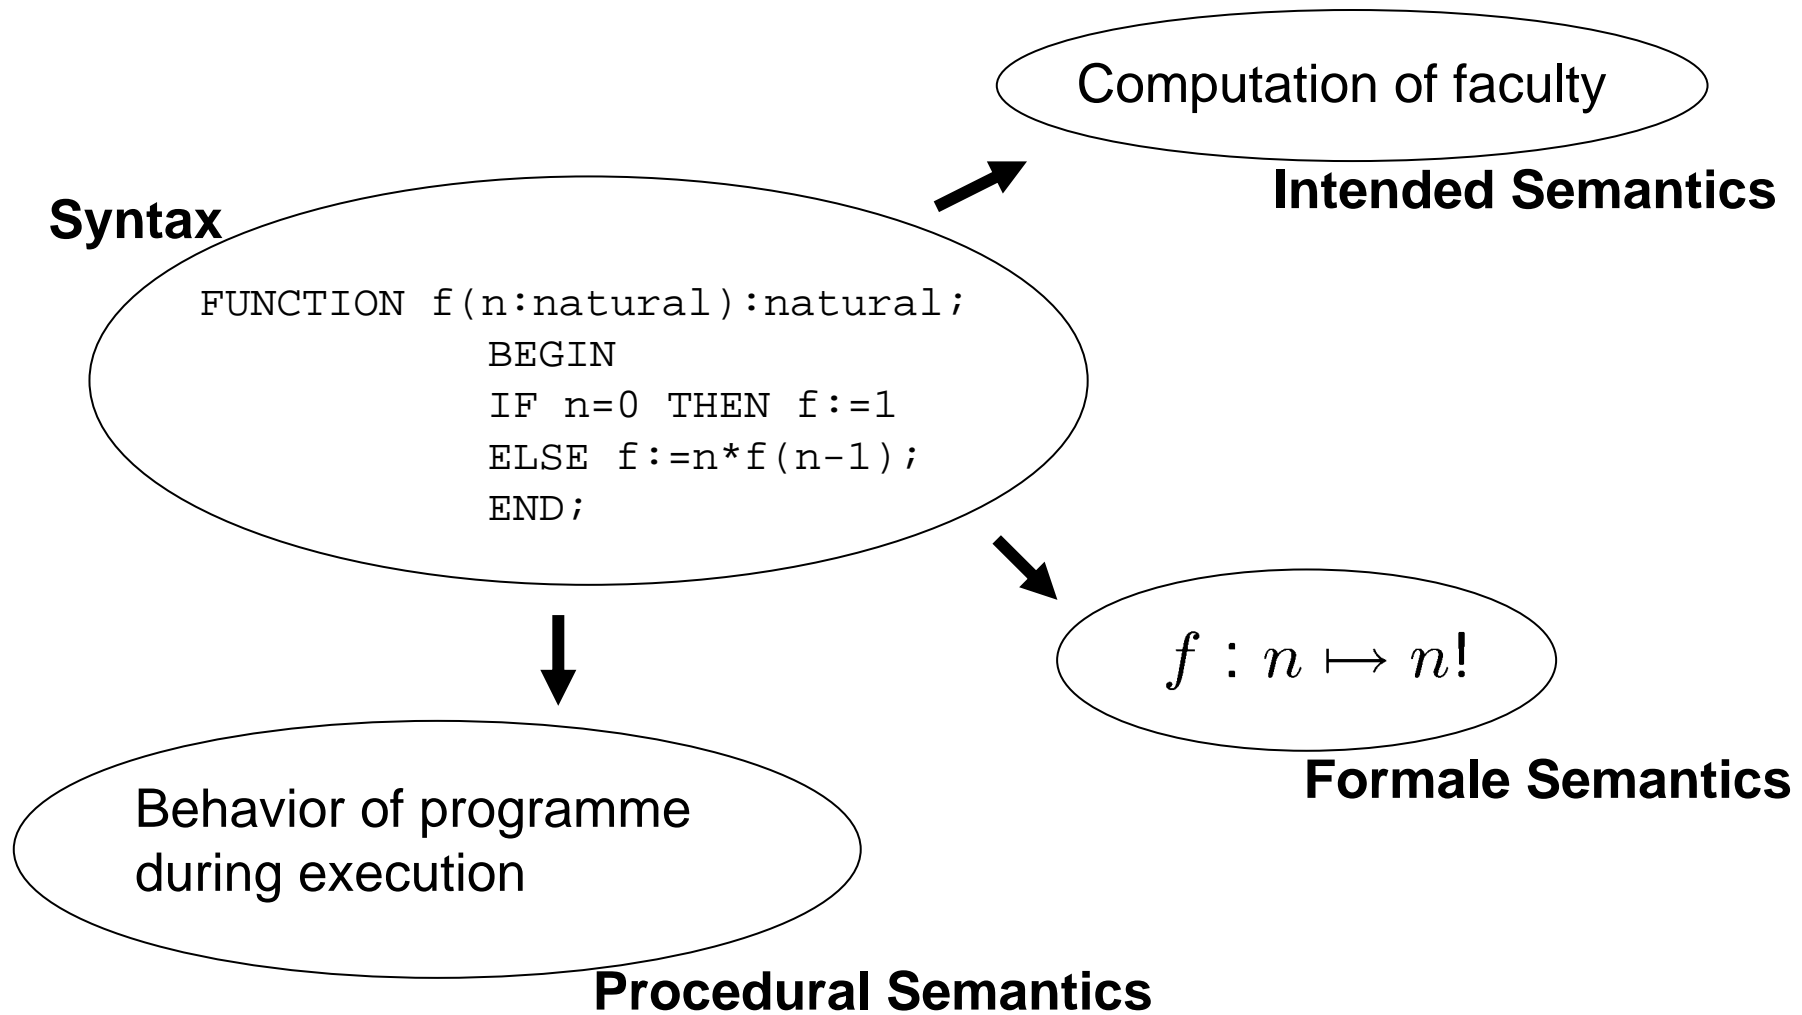 Computation of faculty
Intended Semantics
Syntax
FUNCTION f(n:natural):natural;
BEGIN
IF n=0 THEN f:=1
ELSE f:=n*f(n-1);
END;
f : n ↦ n!
Formale Semantics
Behavior of programme
during execution
Procedural Semantics